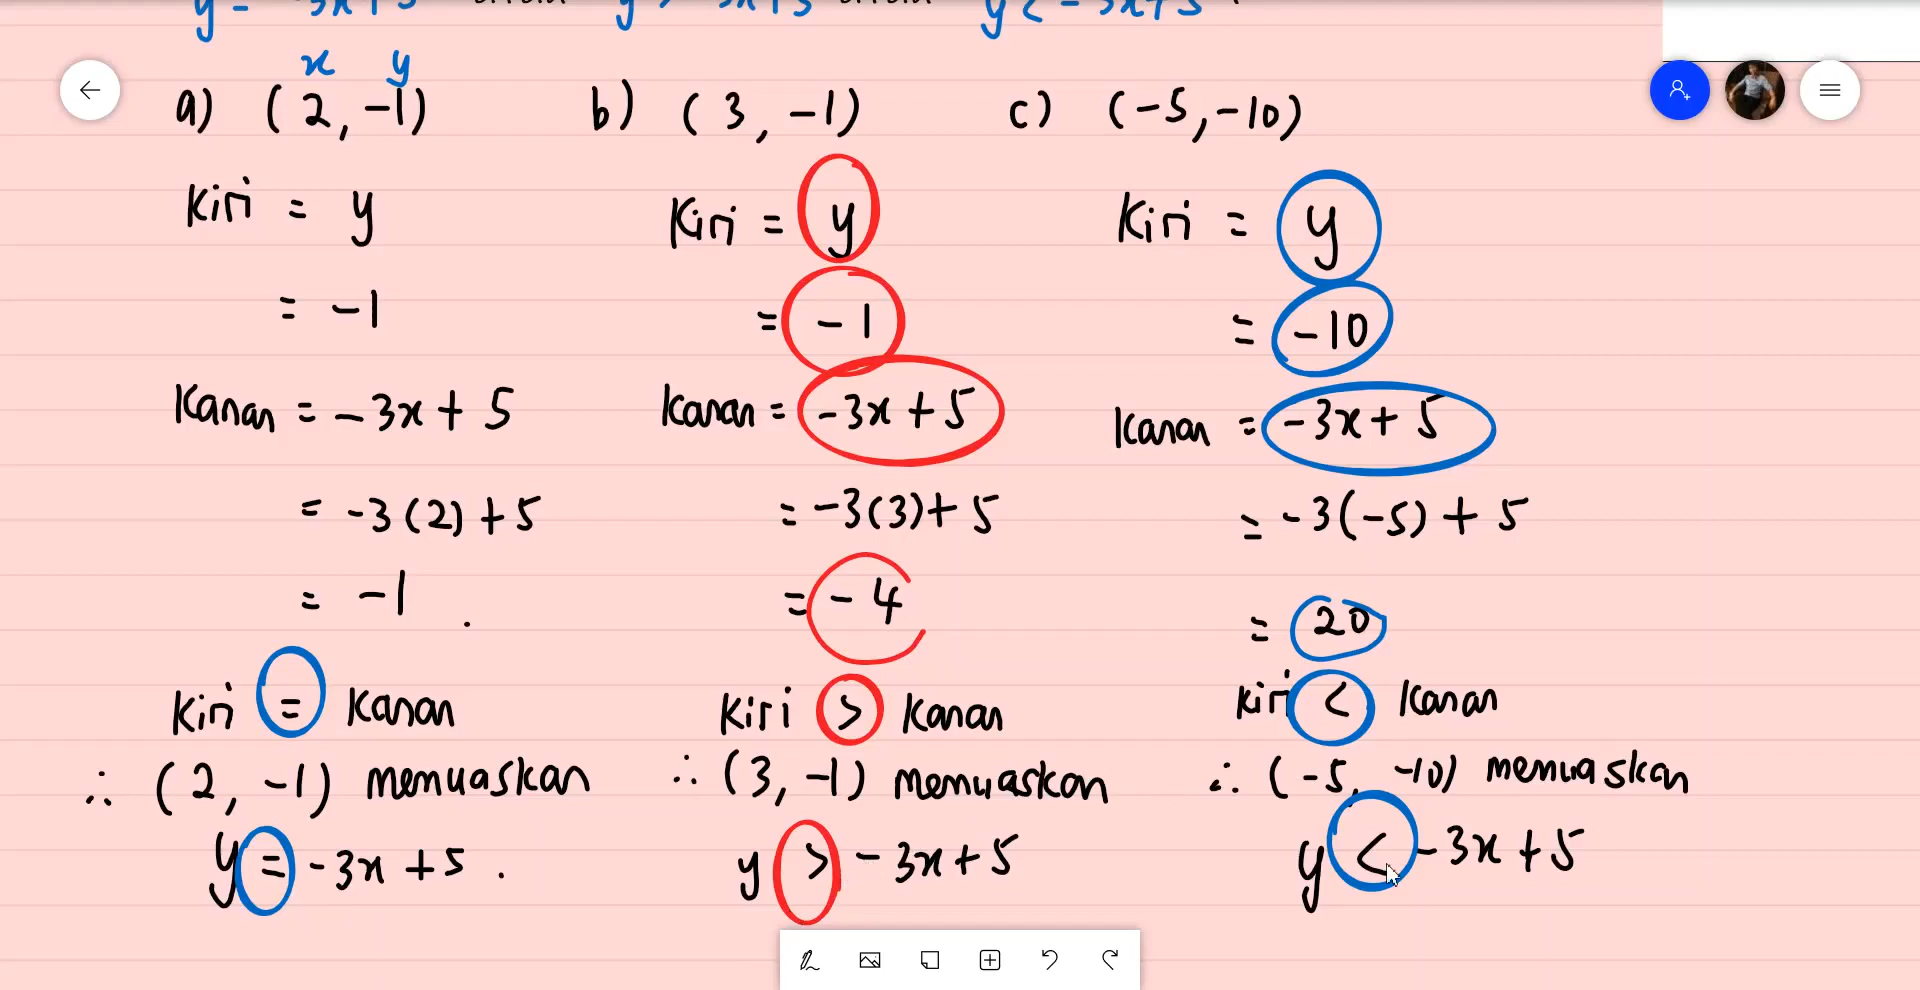 x y
a) (2, -1)
b) (3, -1)
c) (-5, -10)
Kiri = y
= -1
Kanan = -3x + 5
= -3(2) + 5
= -1 .
Kiri = Kanan
∴ (2, -1) memuaskan
y = -3x + 5 .
Kiri = y
= -1
Kanan = -3x + 5
= -3(3) + 5
= -4
Kiri > Kanan
∴ (3, -1) memuaskan
y > -3x + 5
Kiri = y
= -10
Kanan = -3x + 5
= -3(-5) + 5
= 20
Kiri < Kanan
∴ (-5, -10) memuaskan
y < -3x + 5